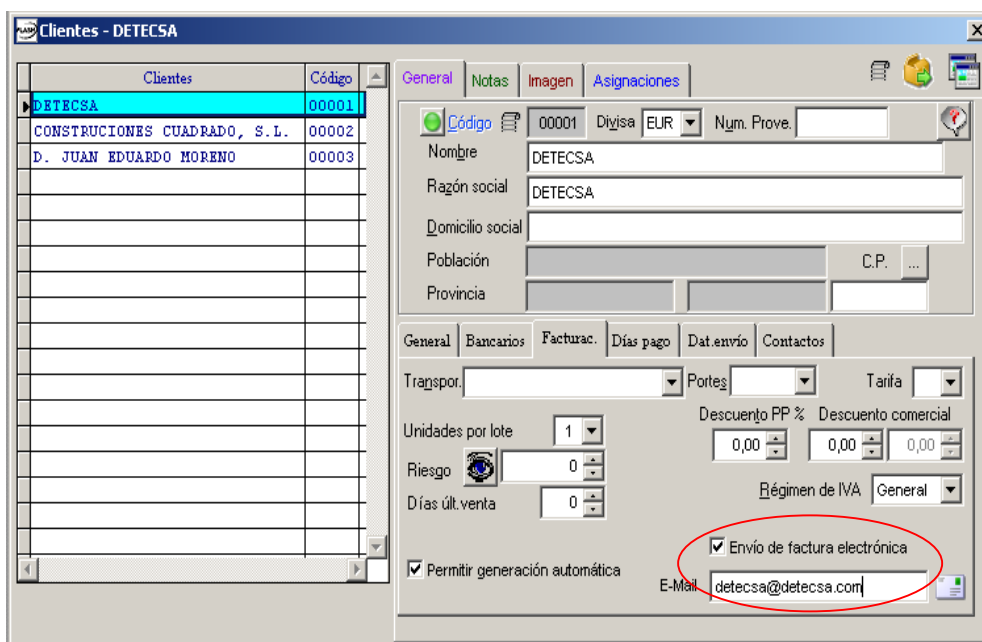 FLASH Clientes - DETECSA
Clientes Código
DETECSA 00001
CONSTRUCIONES CUADRADO, S.L. 00002
D. JUAN EDUARDO MORENO 00003
General Notas Imagen Asignaciones
Código 00001 Divisa EUR Num. Prove.
Nombre DETECSA
Razón social DETECSA
Domicilio social
Población C.P. ...
Provincia
General Bancarios Facturac. Días pago Dat.envío Contactos
Transpor. Portes Tarifa
Descuento PP % Descuento comercial
Unidades por lote 1 0,00 0,00 0,00
Riesgo 0
Régimen de IVA General
Días últ.venta 0
Envío de factura electrónica
Permitir generación automática
E-Mail detecsa@detecsa.com